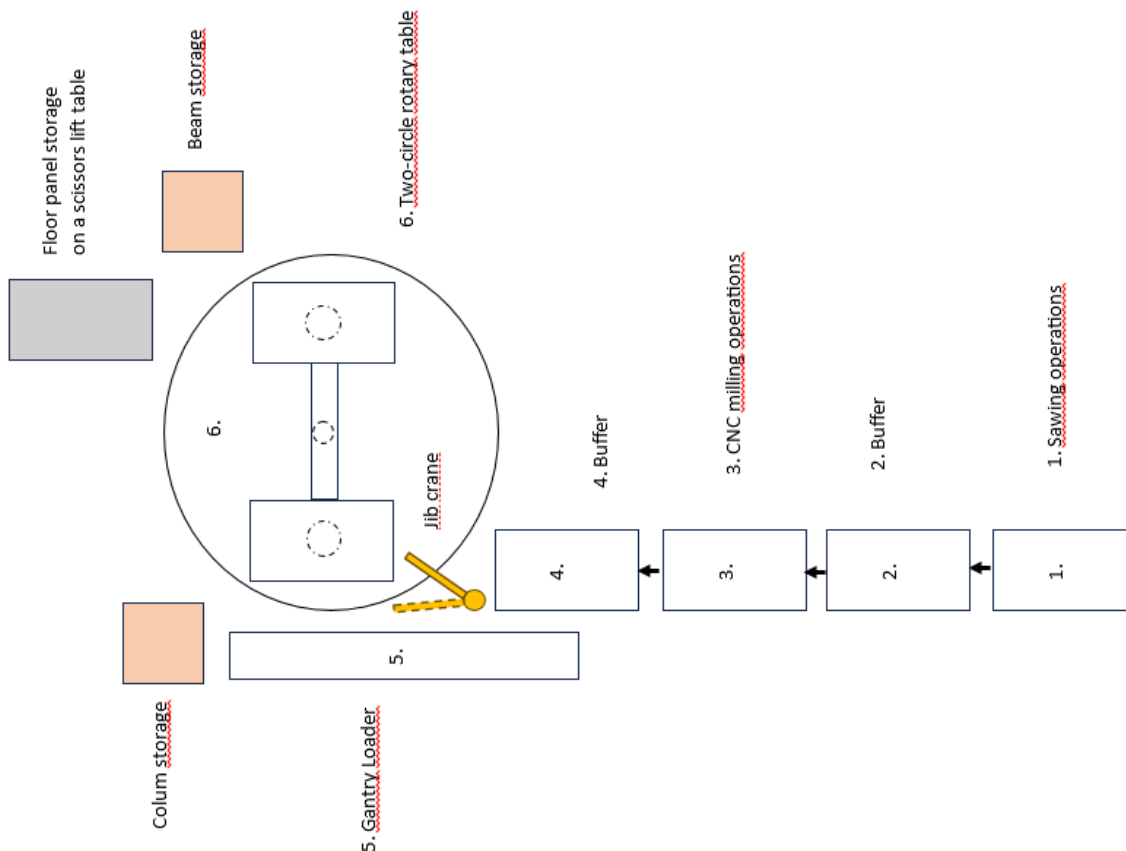 Floor panel storage
on a scissors lift table
Colum storage
Beam storage
6.
5. Gantry Loader
5.
6. Two-circle rotary table
Jib crane
4.
4. Buffer
3.
3. CNC milling operations
2.
2. Buffer
1.
1. Sawing operations